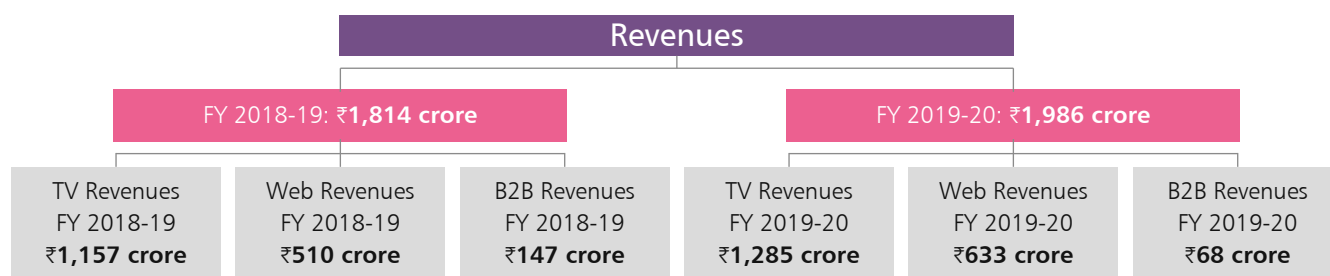 Revenues
FY 2018-19: ₹1,814 crore
FY 2019-20: ₹1,986 crore
TV Revenues
FY 2018-19
₹1,157 crore
Web Revenues
FY 2018-19
₹510 crore
B2B Revenues
FY 2018-19
₹147 crore
TV Revenues
FY 2019-20
₹1,285 crore
Web Revenues
FY 2019-20
₹633 crore
B2B Revenues
FY 2019-20
₹68 crore